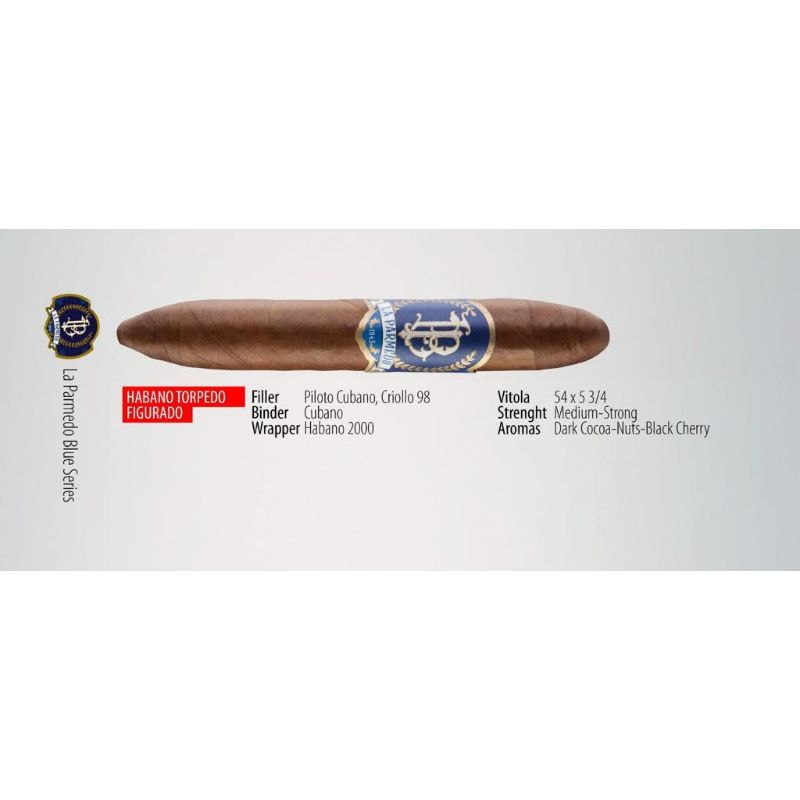 LA PARMEDO
1945
La Parmedo Blue Series
HABANO TORPEDO
FIGURADO
Filler Piloto Cubano, Criollo 98
Binder Cubano
Wrapper Habano 2000
Vitola 54 x 5 3/4
Strenght Medium-Strong
Aromas Dark Cocoa-Nuts-Black Cherry